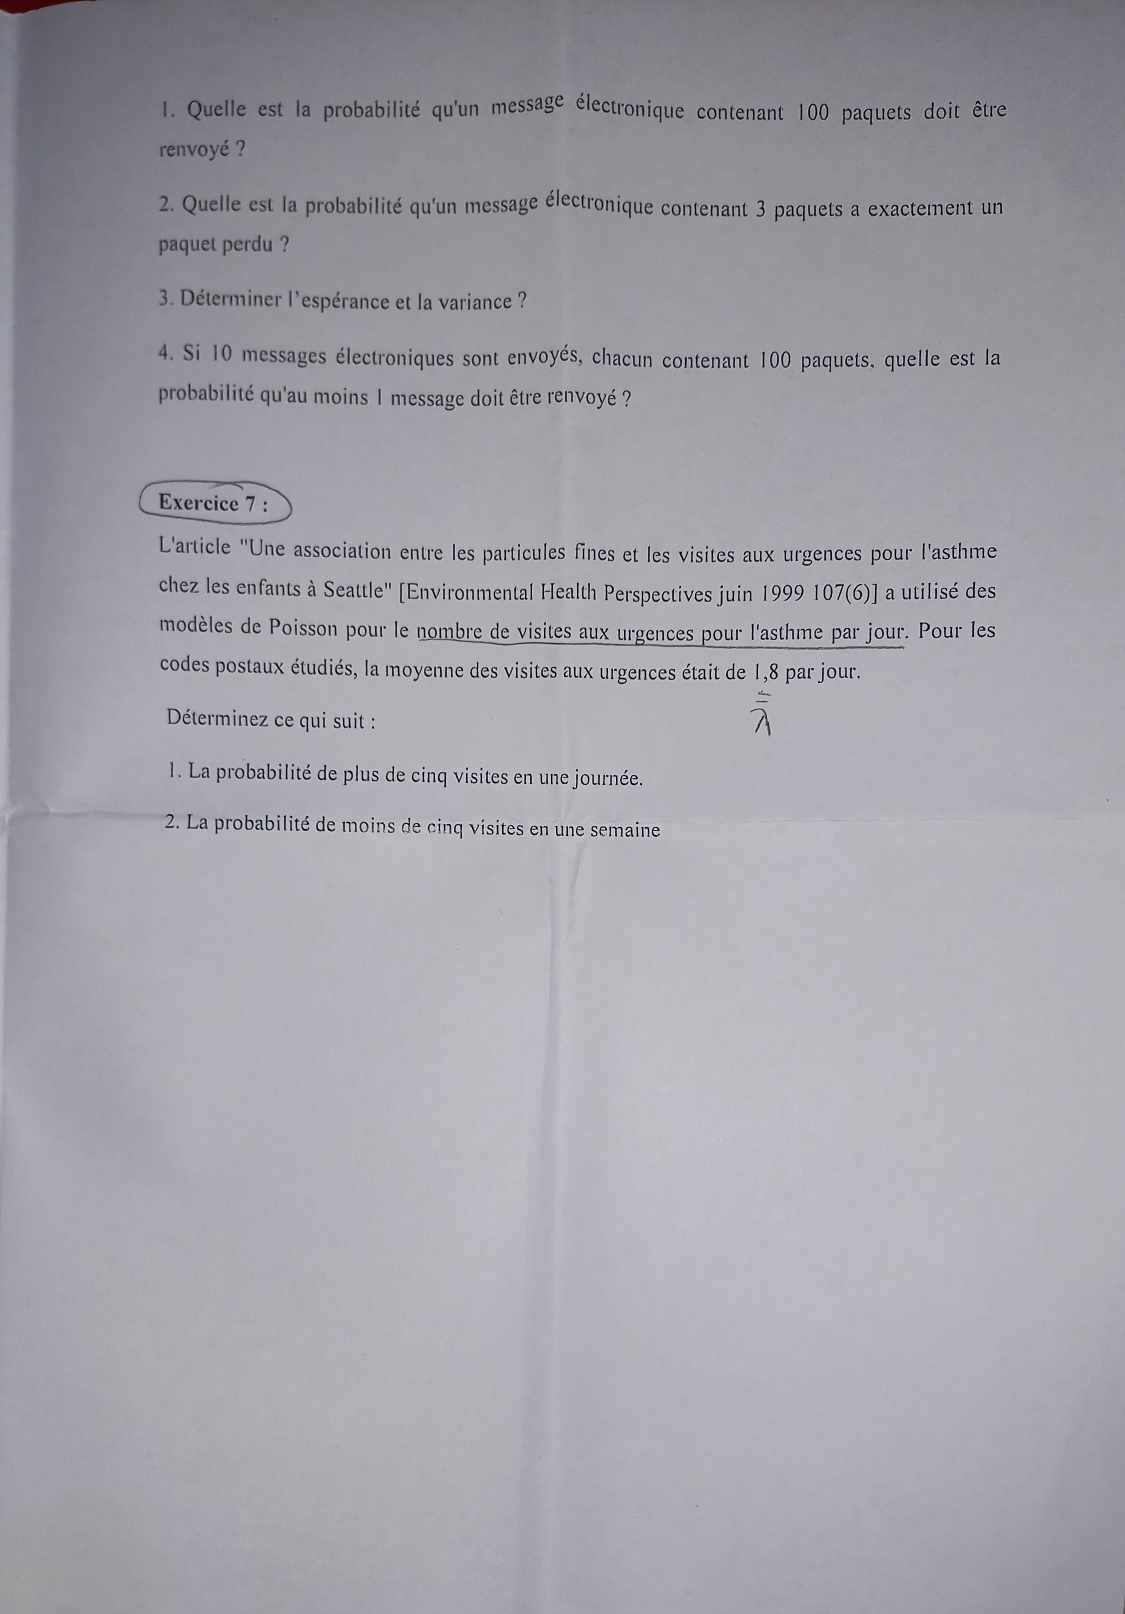 1. Quelle est la probabilité qu'un message électronique contenant 100 paquets doit être
renvoyé ?
2. Quelle est la probabilité qu'un message électronique contenant 3 paquets a exactement un
paquet perdu ?
3. Déterminer l'espérance et la variance ?
4. Si 10 messages électroniques sont envoyés, chacun contenant 100 paquets, quelle est la
probabilité qu'au moins 1 message doit être renvoyé ?
Exercice 7 :
L'article "Une association entre les particules fines et les visites aux urgences pour l'asthme
chez les enfants à Seattle" [Environmental Health Perspectives juin 1999 107(6)] a utilisé des
modèles de Poisson pour le nombre de visites aux urgences pour l'asthme par jour. Pour les
codes postaux étudiés, la moyenne des visites aux urgences était de 1,8 par jour.
=
λ
Déterminez ce qui suit :
1. La probabilité de plus de cinq visites en une journée.
2. La probabilité de moins de cinq visites en une semaine